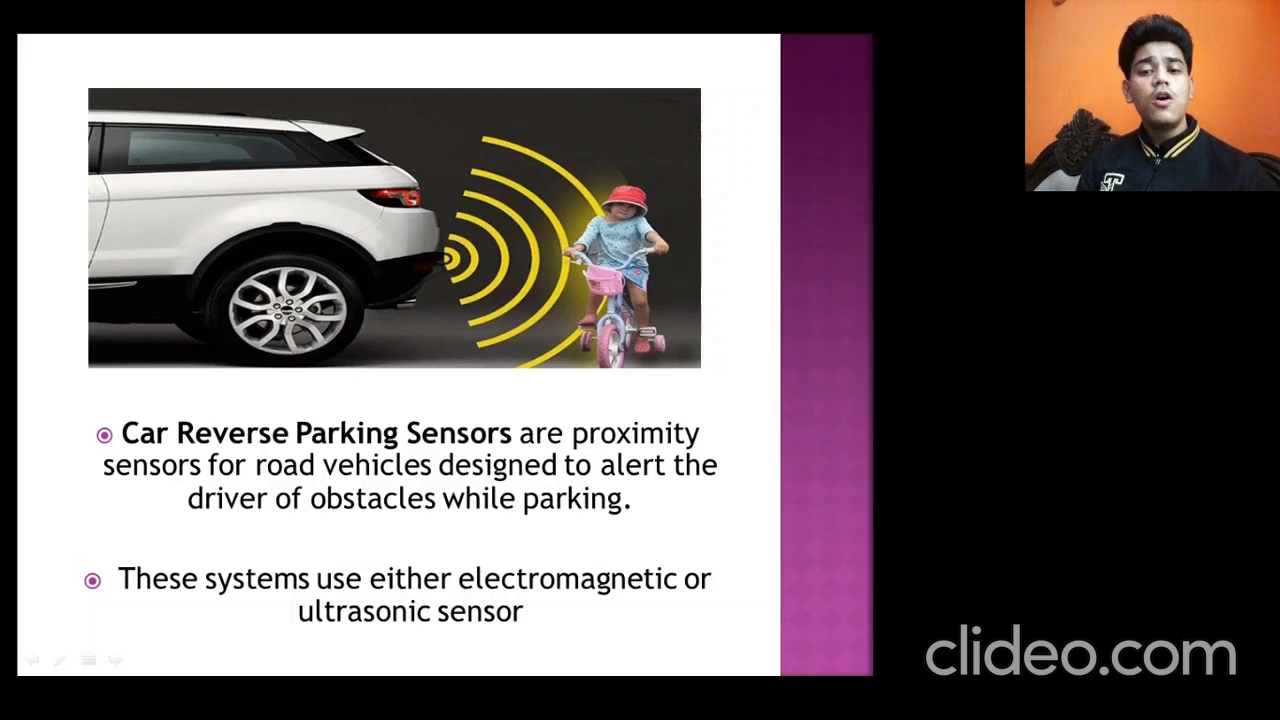 Car Reverse Parking Sensors are proximity
sensors for road vehicles designed to alert the
driver of obstacles while parking.
These systems use either electromagnetic or
ultrasonic sensor
T
clideo.com